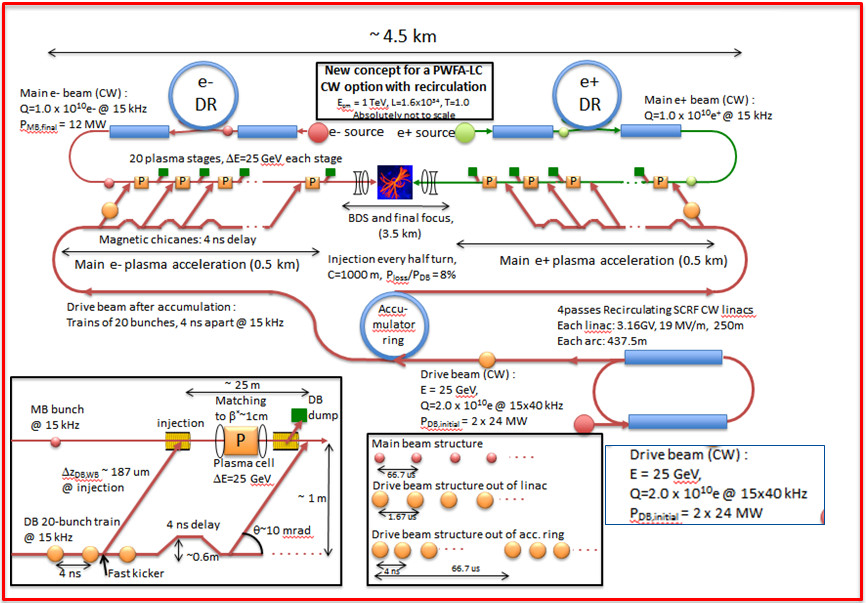 ~ 4.5 km
e-
DR
New concept for a PWFA-LC
CW option with recirculation
Ecm = 1 TeV, L=1.6x10³⁴, T=1.0
Absolutely not to scale
e+
DR
Main e- beam (CW) :
Q=1.0 x 10¹⁰e- @ 15 kHz
PMB,final = 12 MW
Main e+ beam (CW) :
Q=1.0 x 10¹⁰e⁺ @ 15 kHz
e- source
e+ source
20 plasma stages, ΔE=25 GeV each stage
P
P
P
P
P
P
P
P
BDS and final focus,
(3.5 km)
Magnetic chicanes: 4 ns delay
Main e- plasma acceleration (0.5 km)
Injection every half turn,
C=1000 m, Ploss/PDB = 8%
Main e+ plasma acceleration (0.5 km)
Drive beam after accumulation :
Trains of 20 bunches, 4 ns apart @ 15 kHz
Accu-
mulator
ring
4passes Recirculating SCRF CW linacs
Each linac: 3.16GV, 19 MV/m, 250m
Each arc: 437.5m
Drive beam (CW) :
E = 25 GeV,
Q=2.0 x 10¹⁰e @ 15x40 kHz
PDB,initial = 2 x 24 MW
~ 25 m
MB bunch
@ 15 kHz
injection
Matching
to β*~1cm
DB
dump
P
Plasma cell
ΔE=25 GeV
ΔzDB,WB ~ 187 um
@ injection
~ 1 m
DB 20-bunch train
@ 15 kHz
4 ns delay
θ~10 mrad
~0.6m
4 ns
Fast kicker
Main beam structure
66.7 us
Drive beam structure out of linac
1.67 us
Drive beam structure out of acc. ring
4 ns
66.7 us
Drive beam (CW) :
E = 25 GeV,
Q=2.0 x 10¹⁰e @ 15x40 kHz
PDB,initial = 2 x 24 MW